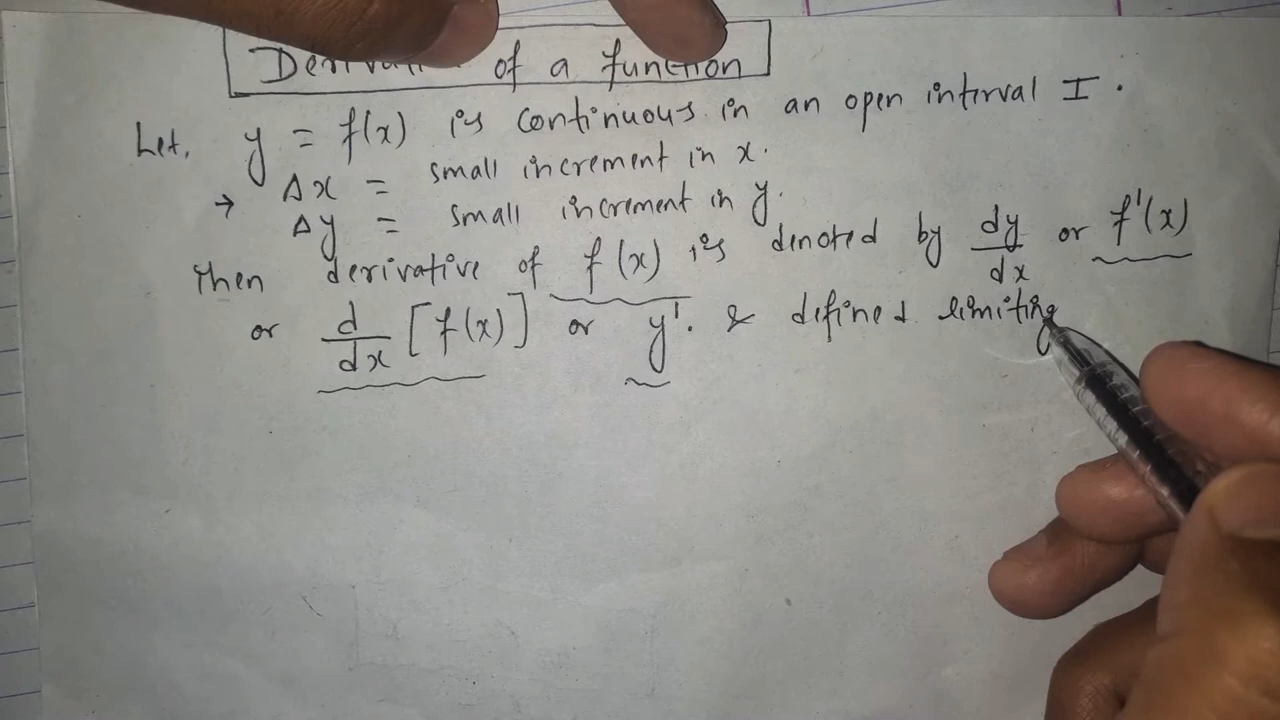 Derivati of a function
Let, y = f(x) is continuous in an open interval I.
→ Δx = small increment in x.
Δy = small increment in y.
Then derivative of f(x) is denoted by dy/dx or f'(x)
or d/dx [f(x)] or y'. & defined limiting